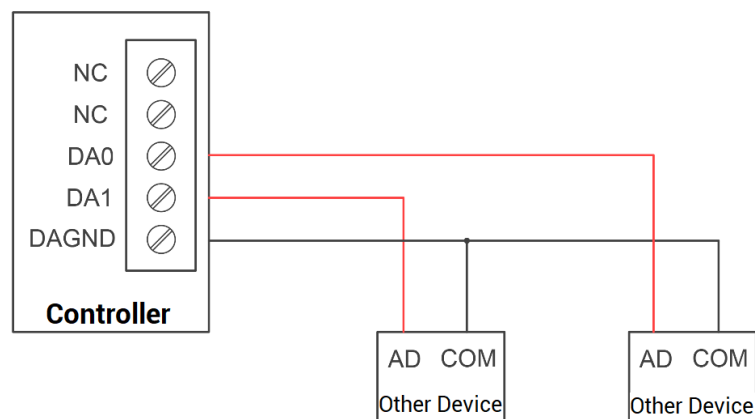 NC
NC
DA0
DA1
DAGND
Controller
AD COM
Other Device
AD COM
Other Device